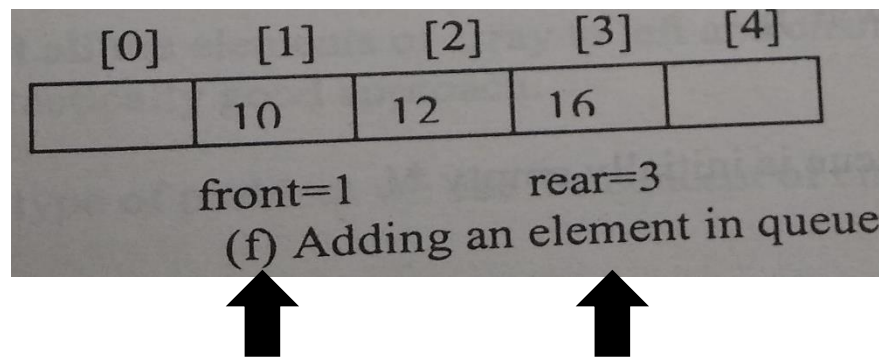 [0] [1] [2] [3] [4]
10 12 16
front=1 rear=3
(f) Adding an element in queue